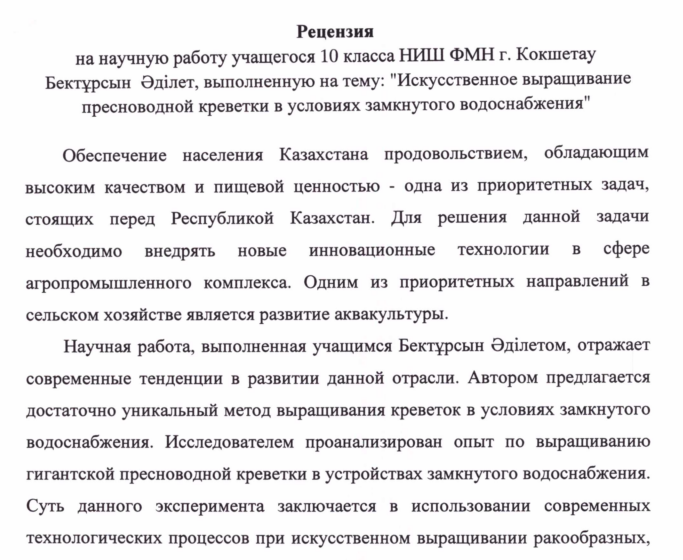 Рецензия
на научную работу учащегося 10 класса НИШ ФМН г. Кокшетау
Бектұрсын Әділет, выполненную на тему: "Искусственное выращивание
пресноводной креветки в условиях замкнутого водоснабжения"
Обеспечение населения Казахстана продовольствием, обладающим
высоким качеством и пищевой ценностью - одна из приоритетных задач,
стоящих перед Республикой Казахстан. Для решения данной задачи
необходимо внедрять новые инновационные технологии в сфере
агропромышленного комплекса. Одним из приоритетных направлений в
сельском хозяйстве является развитие аквакультуры.
Научная работа, выполненная учащимся Бектұрсын Әділетом, отражает
современные тенденции в развитии данной отрасли. Автором предлагается
достаточно уникальный метод выращивания креветок в условиях замкнутого
водоснабжения. Исследователем проанализирован опыт по выращиванию
гигантской пресноводной креветки в устройствах замкнутого водоснабжения.
Суть данного эксперимента заключается в использовании современных
технологических процессов при искусственном выращивании ракообразных,